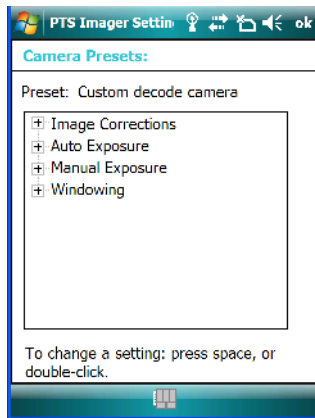 PTS Imager Settin
ok
Camera Presets:
Preset: Custom decode camera
Image Corrections
Auto Exposure
Manual Exposure
Windowing
To change a setting: press space, or
double-click.